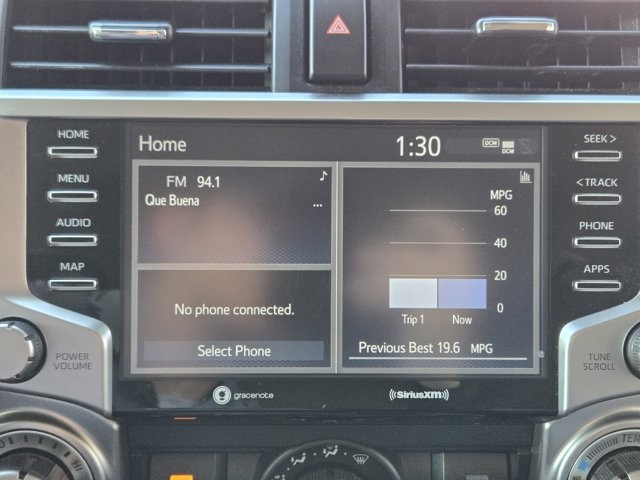 HOME
MENU
AUDIO
MAP
POWER
VOLUME
Home
1:30
DCM
DCM
FM 94.1
Que Buena
...
No phone connected.
Select Phone
MPG
60
40
20
0
Trip 1 Now
Previous Best 19.6 MPG
gracenote
SiriusXM
SEEK >
< TRACK
PHONE
APPS
TUNE
SCROLL
TEMP